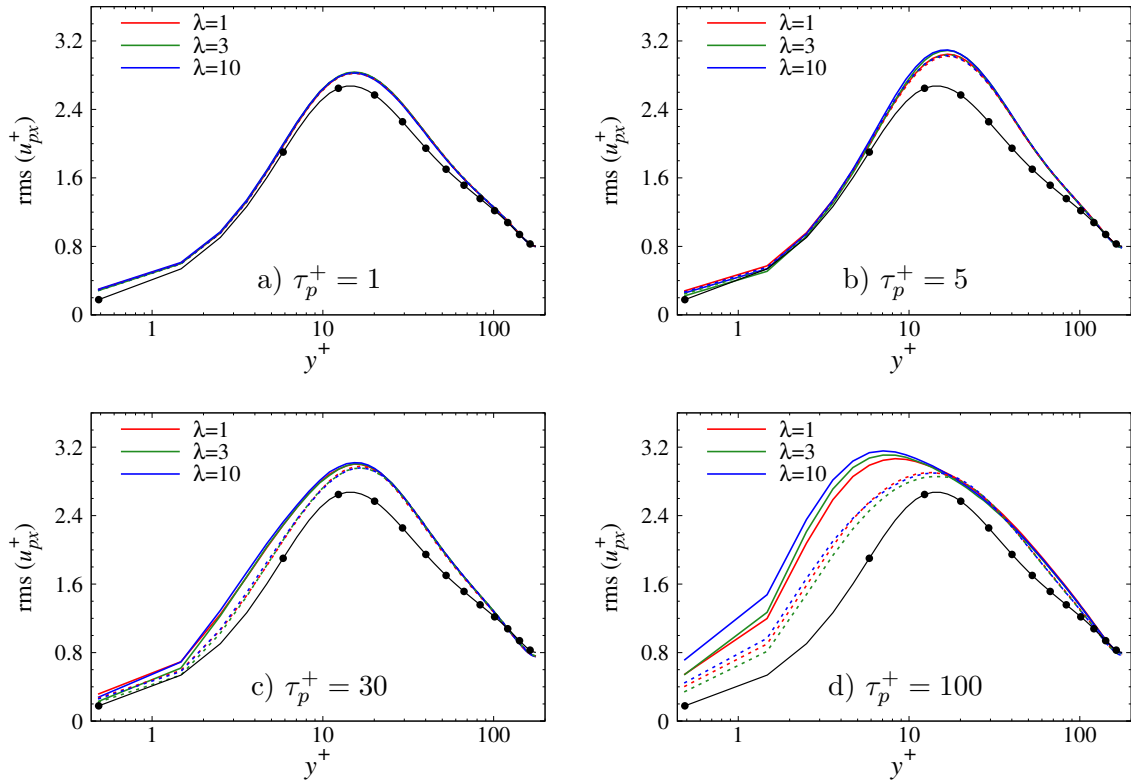 λ=1
λ=3
λ=10
3.2
2.4
1.6
0.8
0
rms (u⁺ₚₓ)
1 10 100
y⁺
a) τₚ⁺ = 1
λ=1
λ=3
λ=10
3.2
2.4
1.6
0.8
0
rms (u⁺ₚₓ)
1 10 100
y⁺
b) τₚ⁺ = 5
λ=1
λ=3
λ=10
3.2
2.4
1.6
0.8
0
rms (u⁺ₚₓ)
1 10 100
y⁺
c) τₚ⁺ = 30
λ=1
λ=3
λ=10
3.2
2.4
1.6
0.8
0
rms (u⁺ₚₓ)
1 10 100
y⁺
d) τₚ⁺ = 100